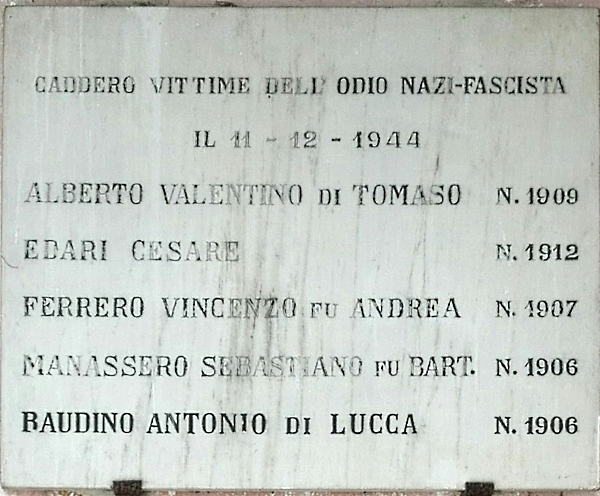 CADDERO VITTIME DELL' ODIO NAZI-FASCISTA
IL 11 - 12 - 1944
ALBERTO VALENTINO DI TOMASO N. 1909
EDARI CESARE N. 1912
FERRERO VINCENZO FU ANDREA N. 1907
MANASSERO SEBASTIANO FU BART. N. 1906
RAUDINO ANTONIO DI LUCCA N. 1906